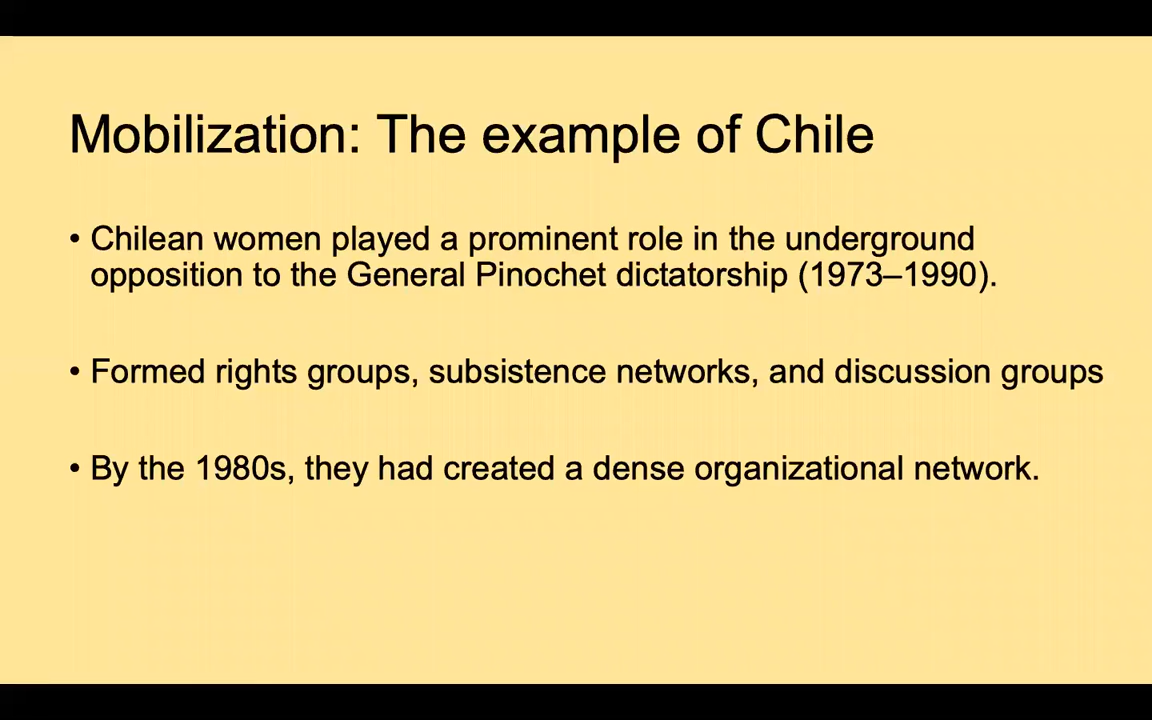 Mobilization: The example of Chile
• Chilean women played a prominent role in the underground
opposition to the General Pinochet dictatorship (1973–1990).
• Formed rights groups, subsistence networks, and discussion groups
• By the 1980s, they had created a dense organizational network.